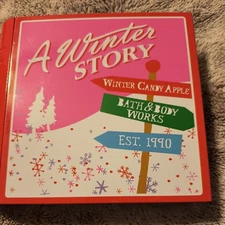 A Winter
STORY
WINTER CANDY APPLE
BATH & BODY
WORKS
EST. 1990